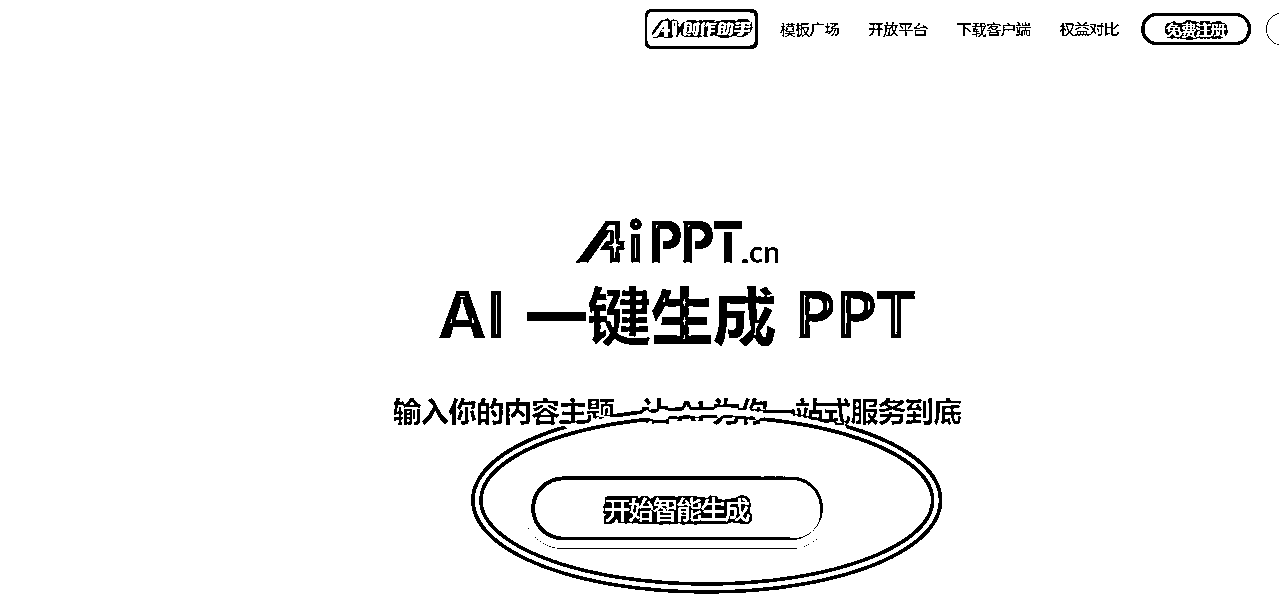 AI创作助手 模板广场 开放平台 下载客户端 权益对比 免费注册
AiPPT.cn
AI 一键生成 PPT
输入你的内容主题，让AI为你一站式服务到底
开始智能生成